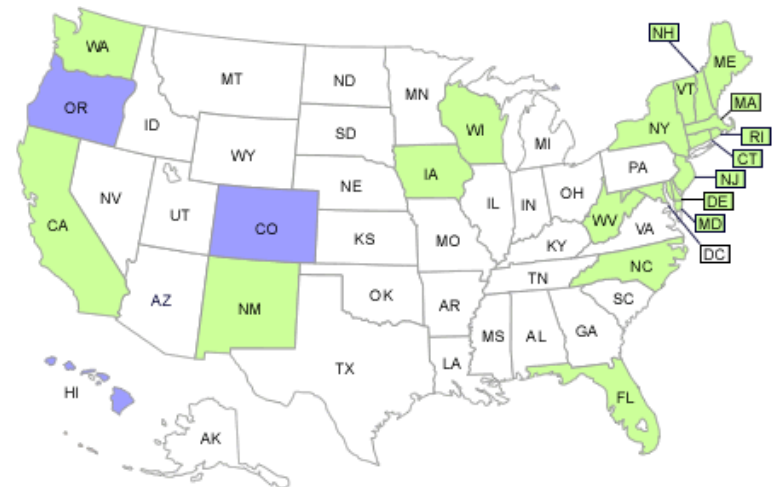 NH
WA
ME
MT
ND
VT
MN
MA
OR
ID
SD
WI
NY
RI
MI
CT
WY
PA
IA
NJ
NE
NV
OH
DE
IL
IN
UT
WV
MD
CA
CO
VA
KS
MO
KY
DC
NC
TN
AZ
OK
NM
AR
SC
MS
AL
GA
LA
TX
HI
FL
AK